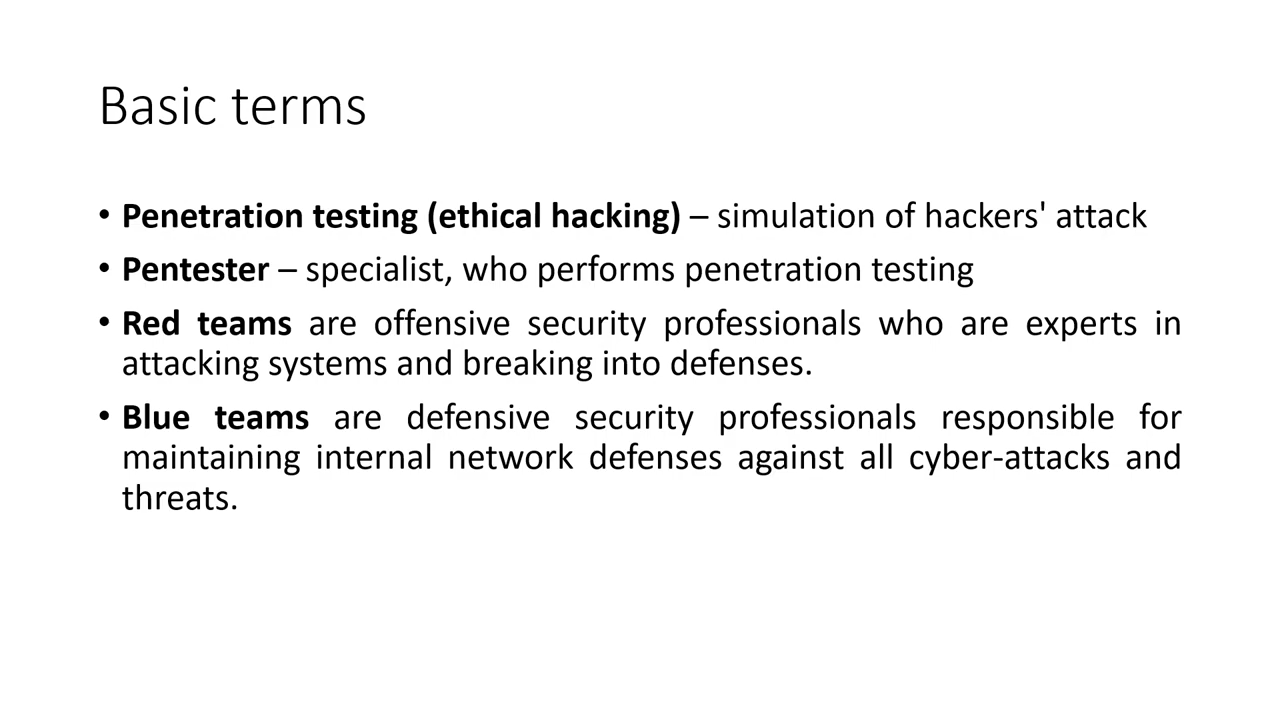 Basic terms
• Penetration testing (ethical hacking) – simulation of hackers' attack
• Pentester – specialist, who performs penetration testing
• Red teams are offensive security professionals who are experts in
attacking systems and breaking into defenses.
• Blue teams are defensive security professionals responsible for
maintaining internal network defenses against all cyber-attacks and
threats.